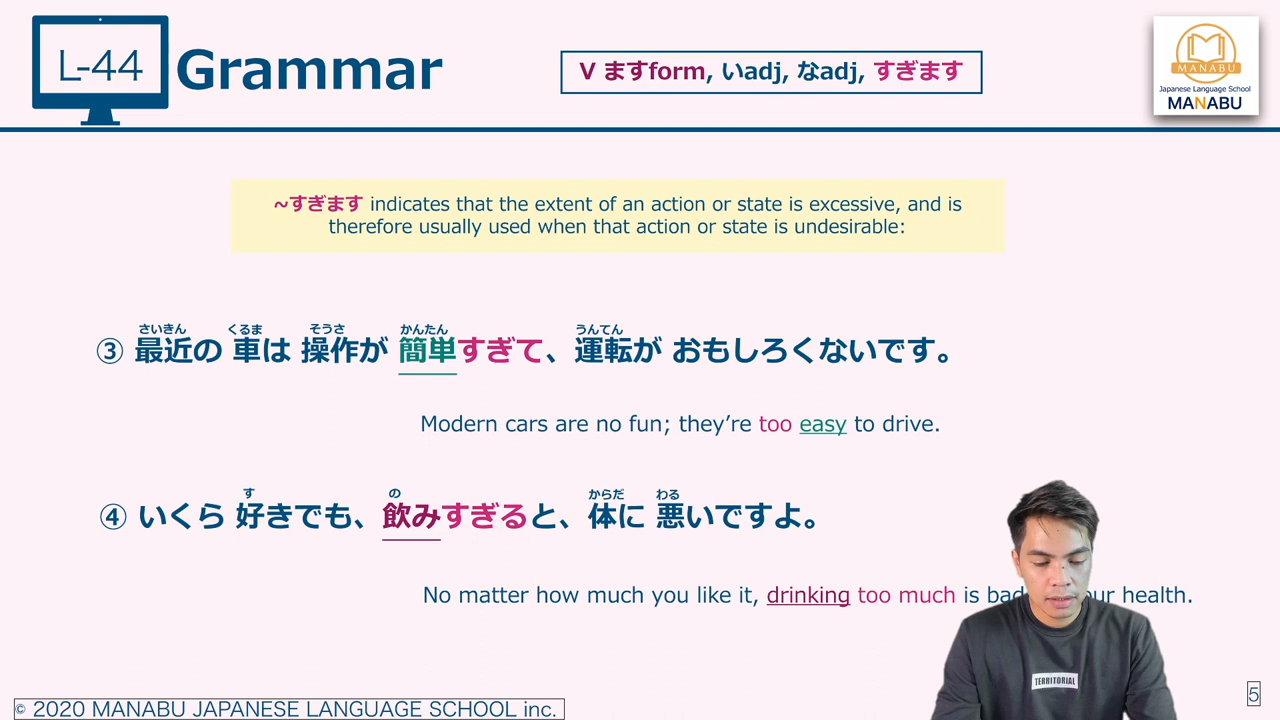 L-44
Grammar
V ますform, いadj, なadj, すぎます
MANABU
Japanese Language School
MANABU
~すぎます indicates that the extent of an action or state is excessive, and is
therefore usually used when that action or state is undesirable:
さいきん くるま そうさ かんたん うんてん
③ 最近の 車は 操作が 簡単すぎて、運転が おもしろくないです。
Modern cars are no fun; they're too easy to drive.
す の からだ わる
④ いくら 好きでも、飲みすぎると、体に 悪いですよ。
No matter how much you like it, drinking too much is bad ur health.
TERRITORIAL
© 2020 MANABU JAPANESE LANGUAGE SCHOOL inc.
5